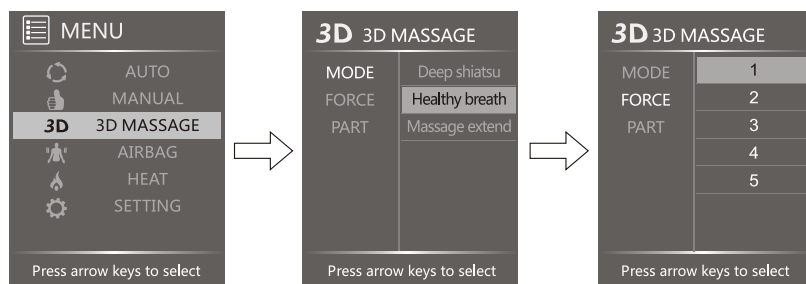 MENU
AUTO
MANUAL
3D 3D MASSAGE
AIRBAG
HEAT
SETTING
Press arrow keys to select
3D 3D MASSAGE
MODE Deep shiatsu
FORCE Healthy breath
PART Massage extend
Press arrow keys to select
3D 3D MASSAGE
MODE 1
FORCE 2
PART 3
4
5
Press arrow keys to select